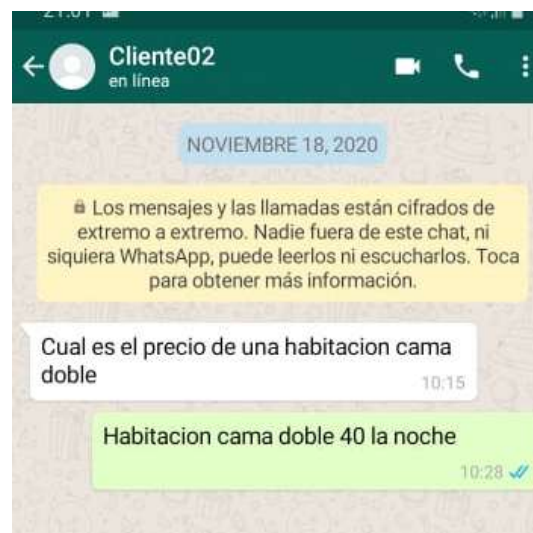 21:01
Cliente02
en línea
NOVIEMBRE 18, 2020
Los mensajes y las llamadas están cifrados de
extremo a extremo. Nadie fuera de este chat, ni
siquiera WhatsApp, puede leerlos ni escucharlos. Toca
para obtener más información.
Cual es el precio de una habitacion cama
doble
10:15
Habitacion cama doble 40 la noche
10:28